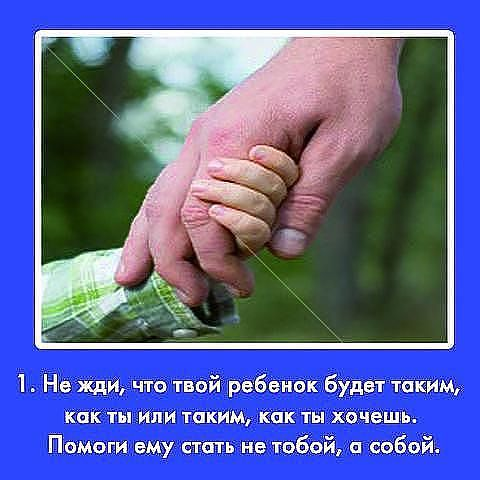 1. Не жди, что твой ребенок будет таким,
как ты или таким, как ты хочешь.
Помоги ему стать не тобой, а собой.